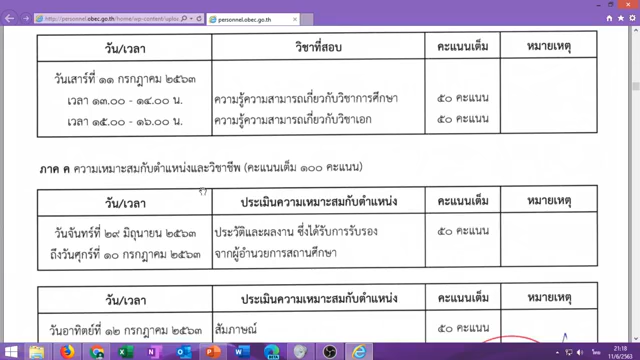 http://personnel.obec.go.th/home/wp-content/uploa
personnel.obec.go.th
วัน/เวลา วิชาที่สอบ คะแนนเต็ม หมายเหตุ
วันเสาร์ที่ ๑๑ กรกฎาคม ๒๕๖๓
เวลา ๑๓.๐๐ - ๑๔.๐๐ น. ความรู้ความสามารถเกี่ยวกับวิชาการศึกษา ๕๐ คะแนน
เวลา ๑๕.๐๐ - ๑๖.๐๐ น. ความรู้ความสามารถเกี่ยวกับวิชาเอก ๕๐ คะแนน
ภาค ค ความเหมาะสมกับตำแหน่งและวิชาชีพ (คะแนนเต็ม ๑๐๐ คะแนน)
วัน/เวลา ประเมินความเหมาะสมกับตำแหน่ง คะแนนเต็ม หมายเหตุ
วันจันทร์ที่ ๒๙ มิถุนายน ๒๕๖๓ ประวัติและผลงาน ซึ่งได้รับการรับรอง ๕๐ คะแนน
ถึงวันศุกร์ที่ ๑๐ กรกฎาคม ๒๕๖๓ จากผู้อำนวยการสถานศึกษา
วัน/เวลา ประเมินความเหมาะสมกับตำแหน่ง คะแนนเต็ม หมายเหตุ
วันอาทิตย์ที่ ๑๒ กรกฎาคม ๒๕๖๓ สัมภาษณ์ ๕๐ คะแนน
ไทย
21:18
11/6/2563